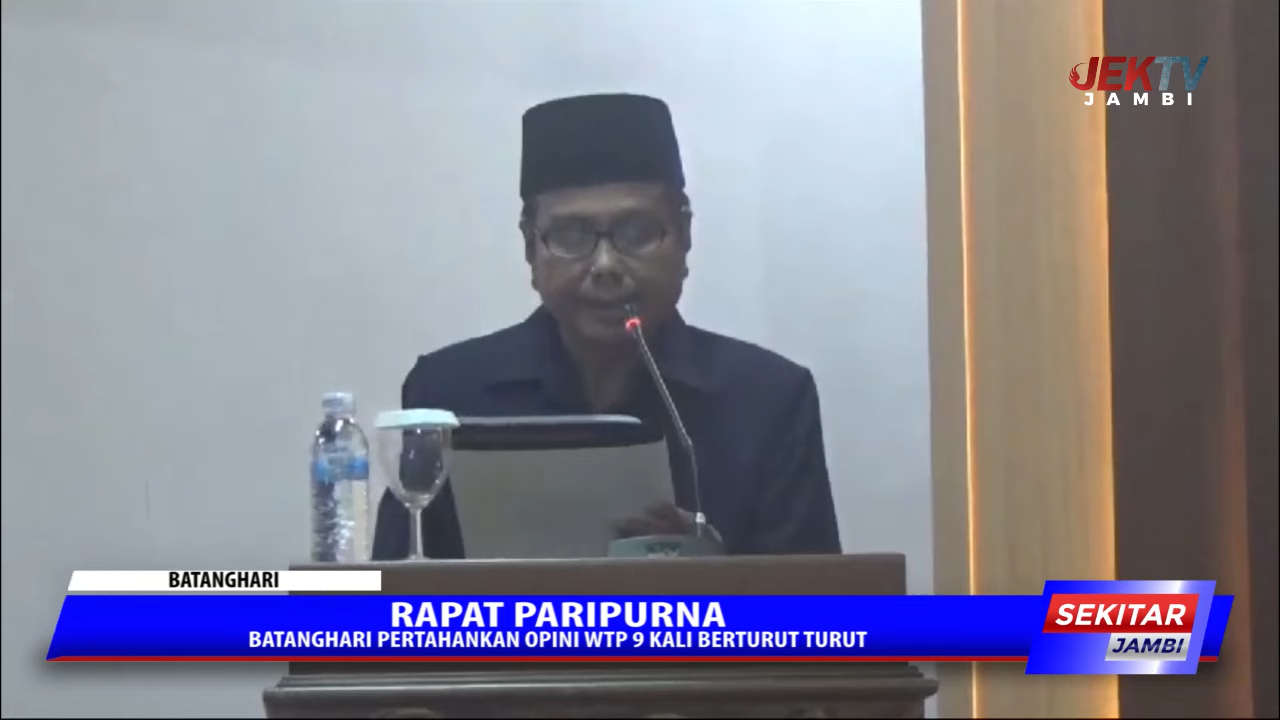 JEKTV
JAMBI
BATANGHARI
RAPAT PARIPURNA
BATANGHARI PERTAHANKAN OPINI WTP 9 KALI BERTURUT TURUT
SEKITAR
JAMBI